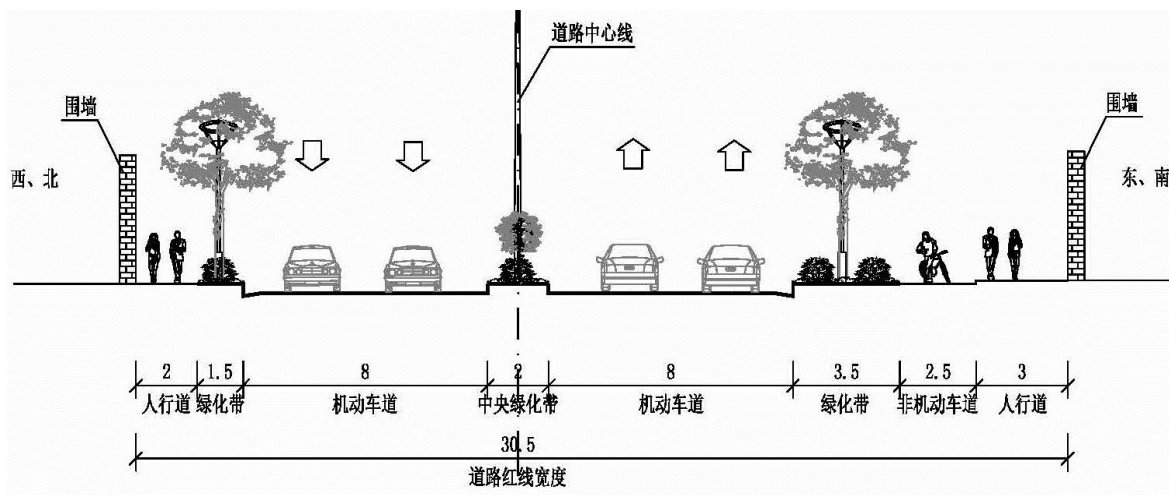 道路中心线
围墙
围墙
西、北
东、南
2 1.5 8 2 8 3.5 2.5 3
人行道 绿化带 机动车道 中央绿化带 机动车道 绿化带 非机动车道 人行道
30.5
道路红线宽度